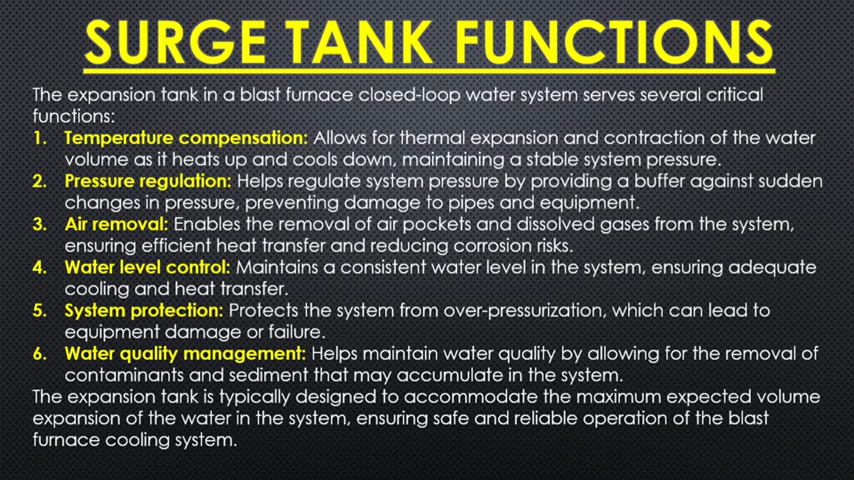 SURGE TANK FUNCTIONS
The expansion tank in a blast furnace closed-loop water system serves several critical
functions:
1. Temperature compensation: Allows for thermal expansion and contraction of the water
volume as it heats up and cools down, maintaining a stable system pressure.
2. Pressure regulation: Helps regulate system pressure by providing a buffer against sudden
changes in pressure, preventing damage to pipes and equipment.
3. Air removal: Enables the removal of air pockets and dissolved gases from the system,
ensuring efficient heat transfer and reducing corrosion risks.
4. Water level control: Maintains a consistent water level in the system, ensuring adequate
cooling and heat transfer.
5. System protection: Protects the system from over-pressurization, which can lead to
equipment damage or failure.
6. Water quality management: Helps maintain water quality by allowing for the removal of
contaminants and sediment that may accumulate in the system.
The expansion tank is typically designed to accommodate the maximum expected volume
expansion of the water in the system, ensuring safe and reliable operation of the blast
furnace cooling system.